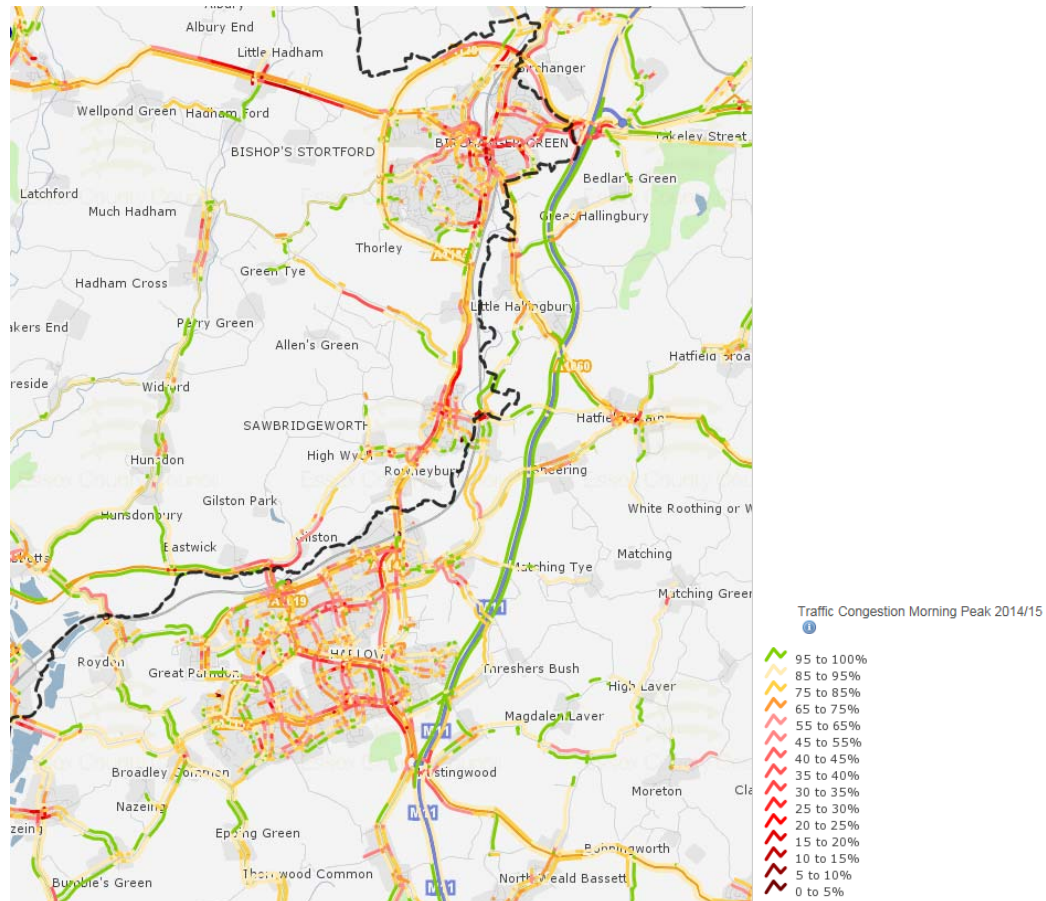 Albury End
Little Hadham
Wellpond Green
Hadham Ford
BISHOP'S STORTFORD
Takeley Street
Bedlar's Green
Latchford
Much Hadham
Great Hallingbury
Thorley
Green Tye
Hadham Cross
Little Hallingbury
Perry Green
Allen's Green
A1060
Widford
SAWBRIDGEWORTH
High Wych
Sheering
Hunsdon
Gilston Park
White Roothing or W
Hunsdonbury
Eastwick
Gilston
Matching
Matching Tye
M11
Matching Green
Traffic Congestion Morning Peak 2014/15
95 to 100%
85 to 95%
75 to 85%
65 to 75%
55 to 65%
45 to 55%
40 to 45%
35 to 40%
30 to 35%
25 to 30%
20 to 25%
15 to 20%
10 to 15%
5 to 10%
0 to 5%
HARLOW
Roydon
Great Parndon
Threshers Bush
High Laver
Magdalen Laver
M11
Broadley Common
Moreton
Nazeing
M11
Epping Green
Bobbingworth
Thornwood Common
North Weald Bassett
Bumble's Green
M11